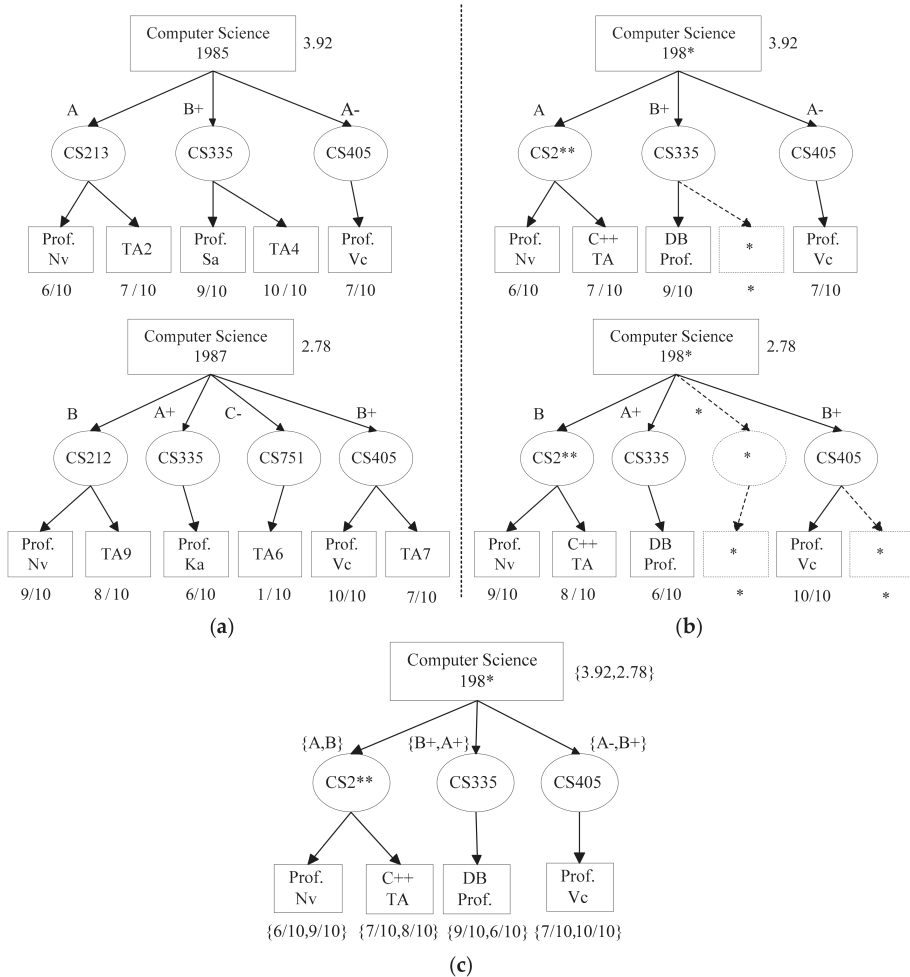 Computer Science
1985
3.92
A
B+
A-
CS213
CS335
CS405
Prof.
Nv
TA2
Prof.
Sa
TA4
Prof.
Vc
6/10
7 / 10
9/10
10 / 10
7/10
Computer Science
1987
2.78
B
A+
C-
B+
CS212
CS335
CS751
CS405
Prof.
Nv
TA9
Prof.
Ka
TA6
Prof.
Vc
TA7
9/10
8 / 10
6/10
1 / 10
10/10
7/10
(a)
Computer Science
198*
3.92
A
B+
A-
CS2**
CS335
CS405
Prof.
Nv
C++
TA
DB
Prof.
*
Prof.
Vc
6/10
7 / 10
9/10
*
7/10
Computer Science
198*
2.78
B
A+
*
B+
CS2**
CS335
*
CS405
Prof.
Nv
C++
TA
DB
Prof.
*
Prof.
Vc
*
9/10
8 / 10
6/10
*
10/10
*
(b)
Computer Science
198*
{3.92,2.78}
{A,B}
{B+,A+}
{A-,B+}
CS2**
CS335
CS405
Prof.
Nv
C++
TA
DB
Prof.
Prof.
Vc
{6/10,9/10}
{7/10,8/10}
{9/10,6/10}
{7/10,10/10}
(c)